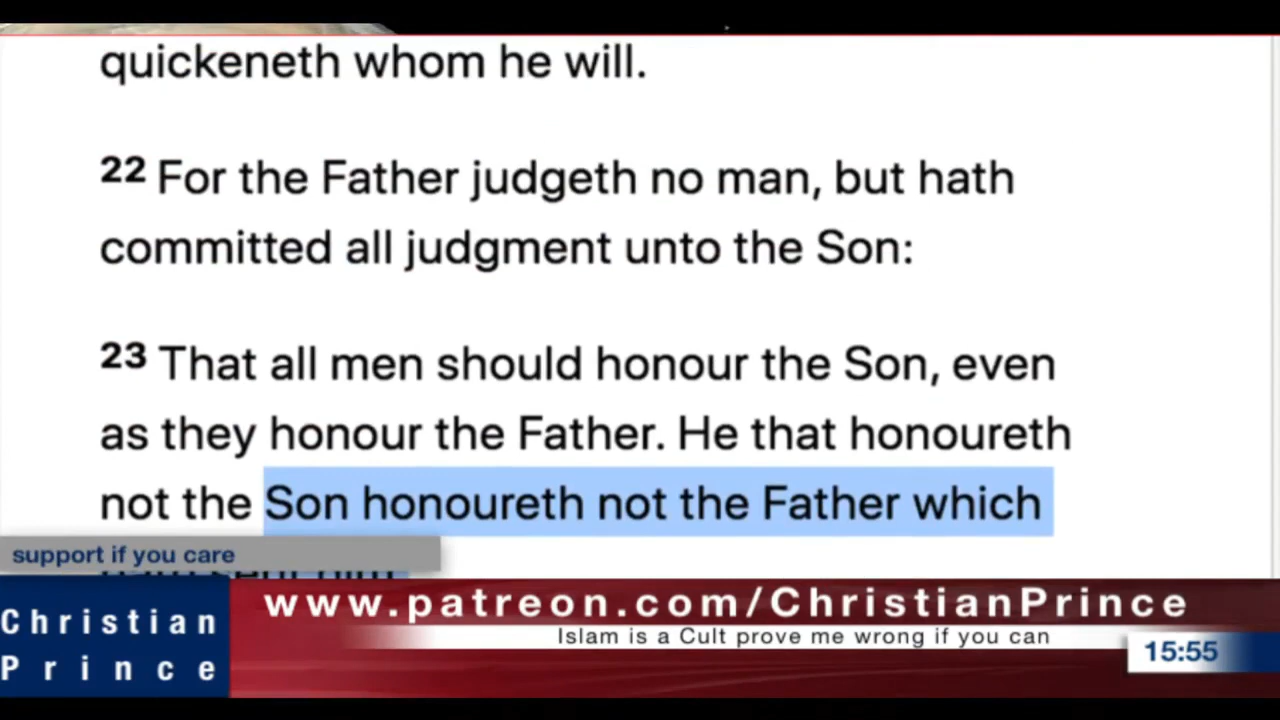 quickeneth whom he will.
22 For the Father judgeth no man, but hath
committed all judgment unto the Son:
23 That all men should honour the Son, even
as they honour the Father. He that honoureth
not the Son honoureth not the Father which
support if you care
Christian
Prince
www.patreon.com/ChristianPrince
Islam is a Cult prove me wrong if you can
15:55